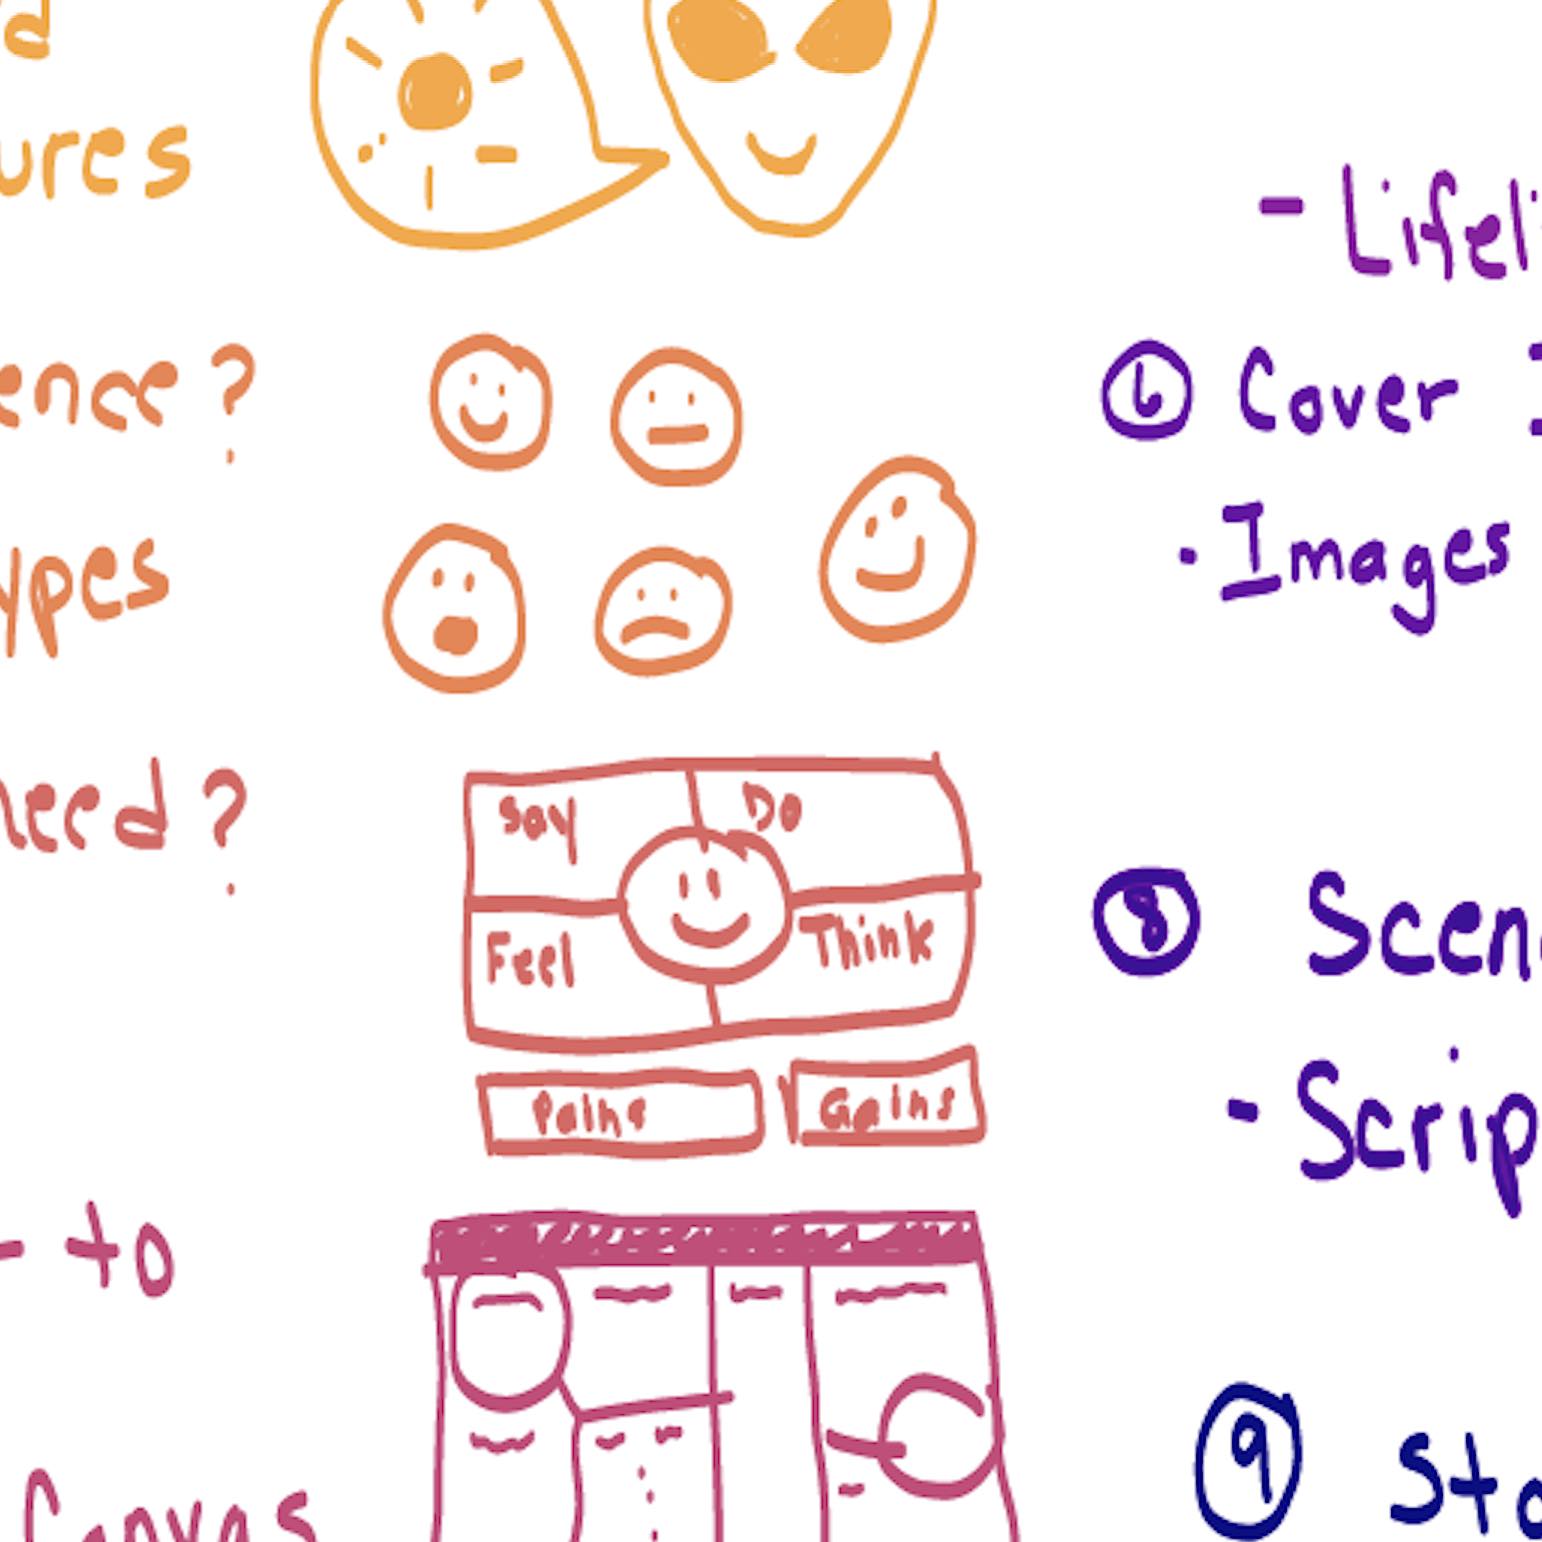 d
ures
ence?
ypes
need?
Say
Do
Feel
Think
Pains
Gains
- to
Canvas
- Lifeli
6 Cover I
· Images
8 Scen
- Scrip
9 Sto